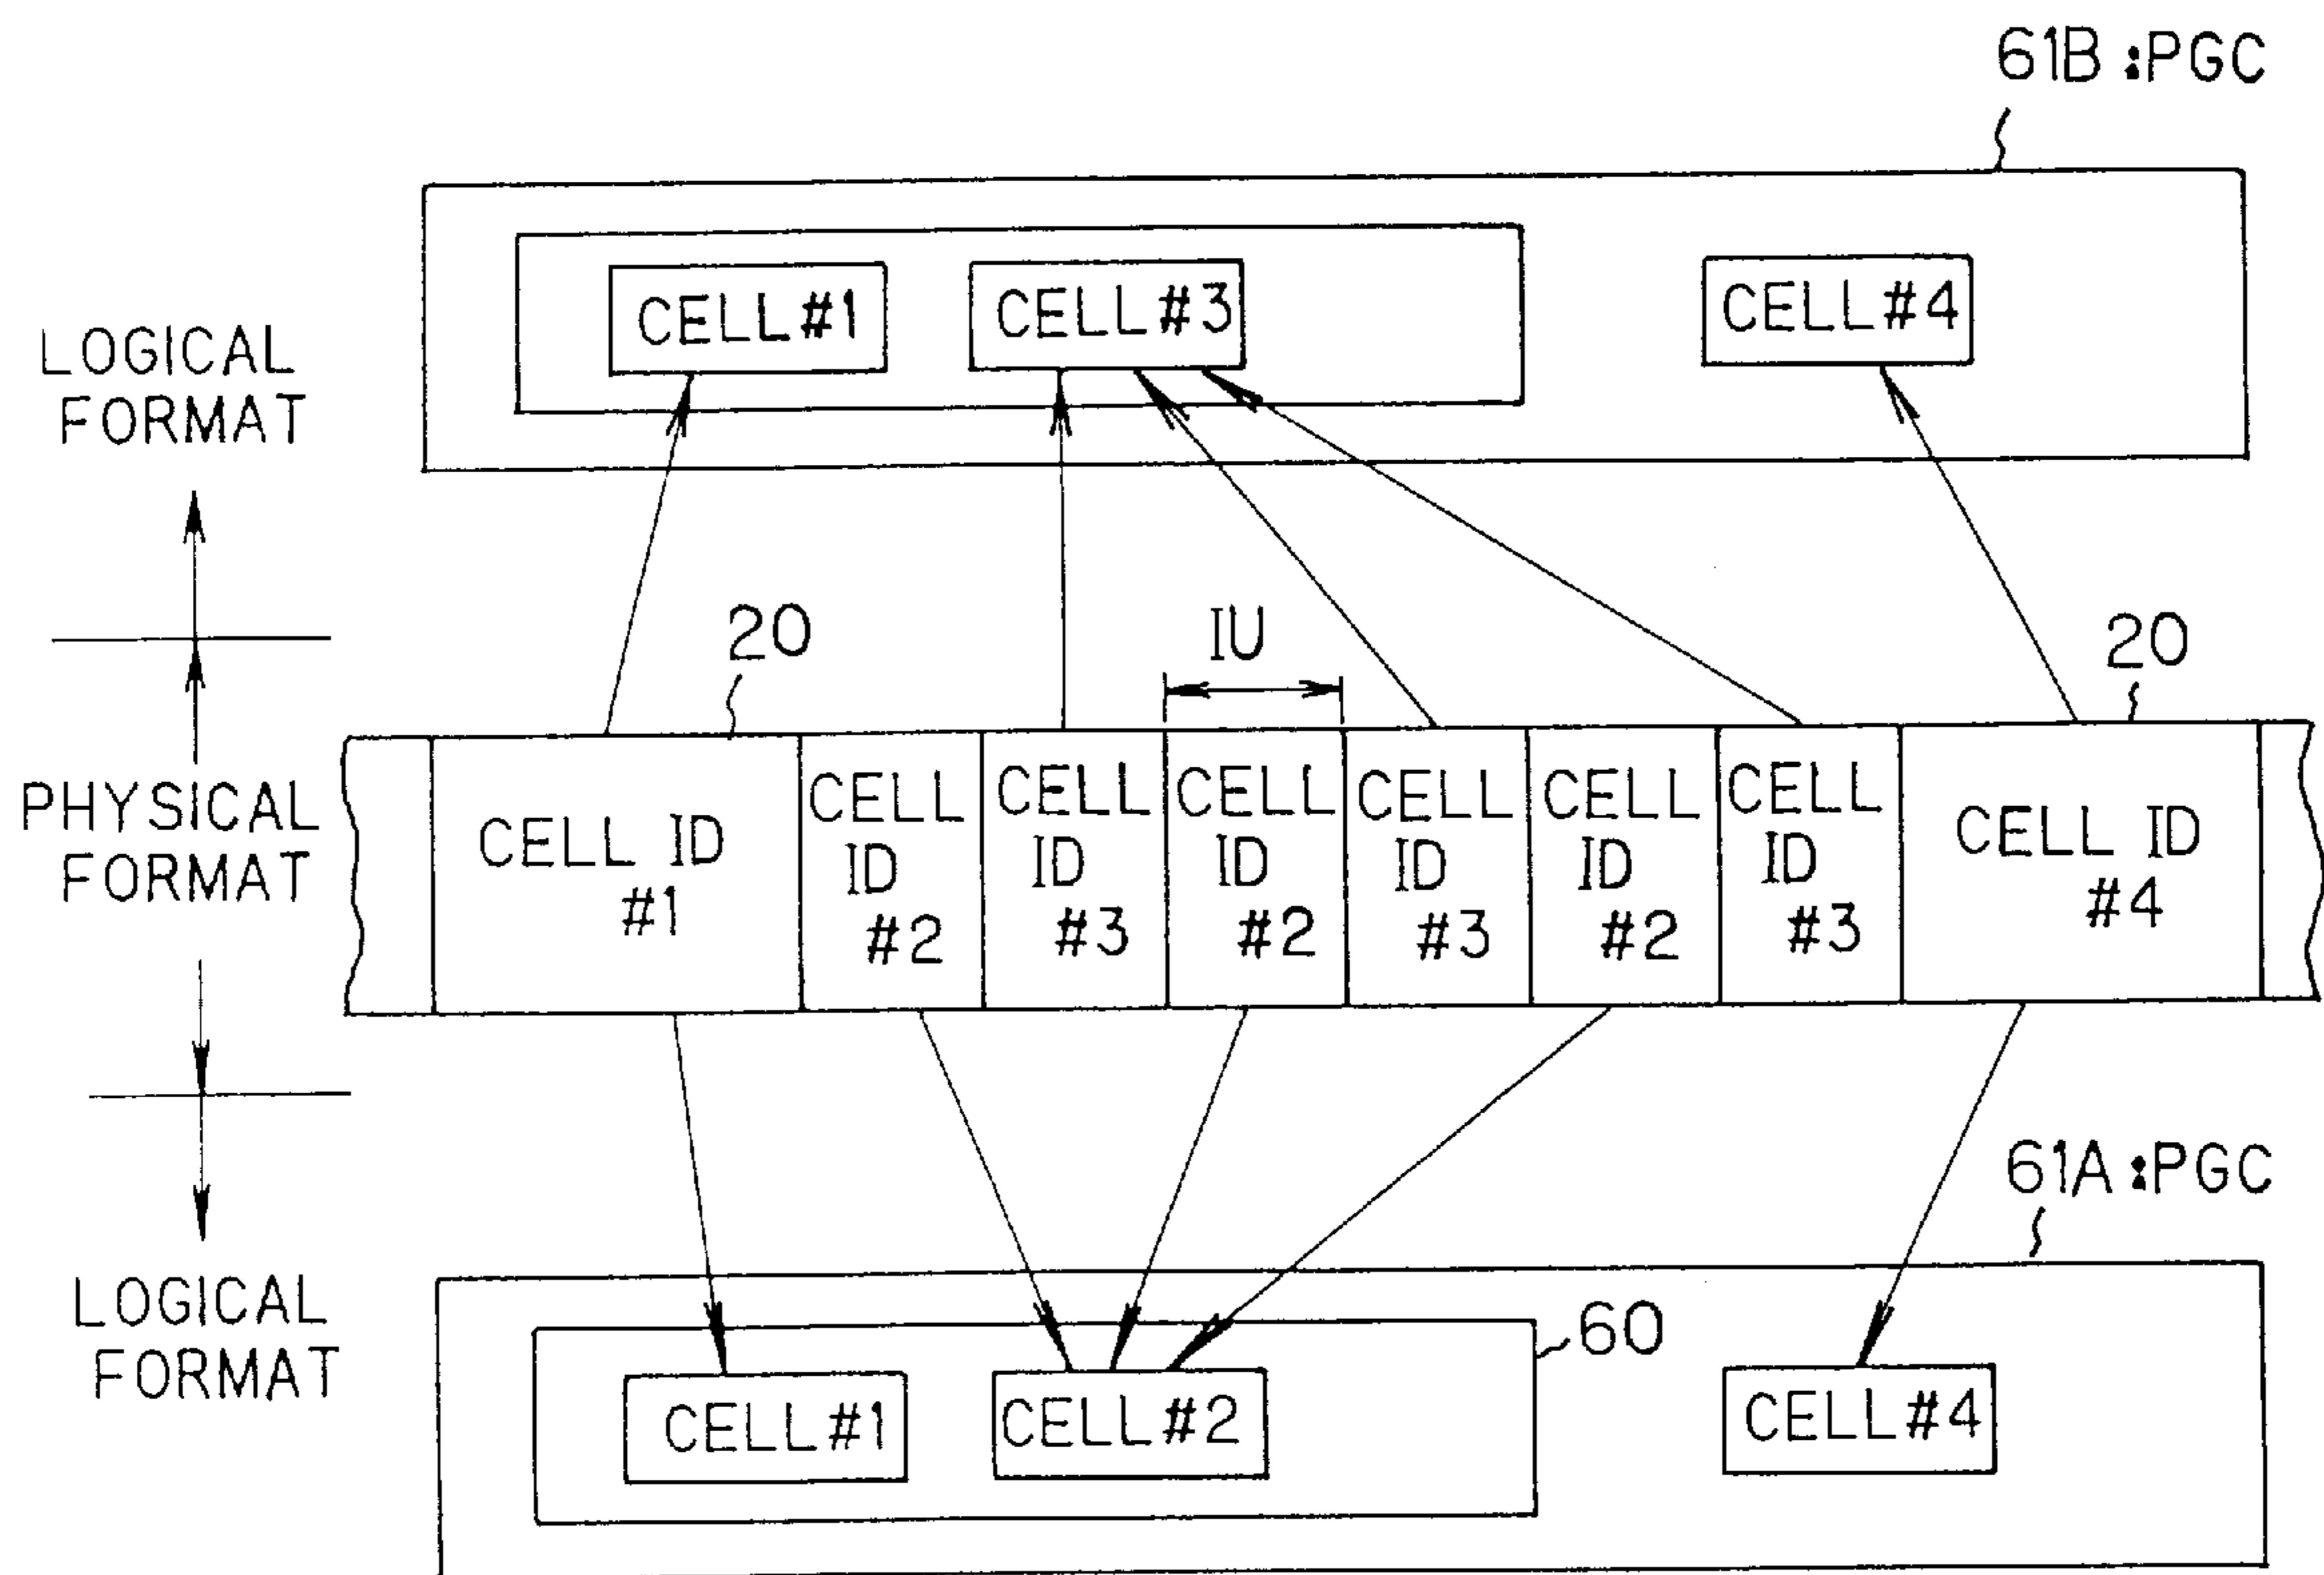 61B :PGC
CELL#1
CELL#3
CELL#4
LOGICAL
FORMAT
20
IU
20
PHYSICAL
FORMAT
CELL ID
#1
CELL
ID
#2
CELL
ID
#3
CELL
ID
#2
CELL
ID
#3
CELL
ID
#2
CELL
ID
#3
CELL ID
#4
61A :PGC
LOGICAL
FORMAT
60
CELL#1
CELL#2
CELL#4